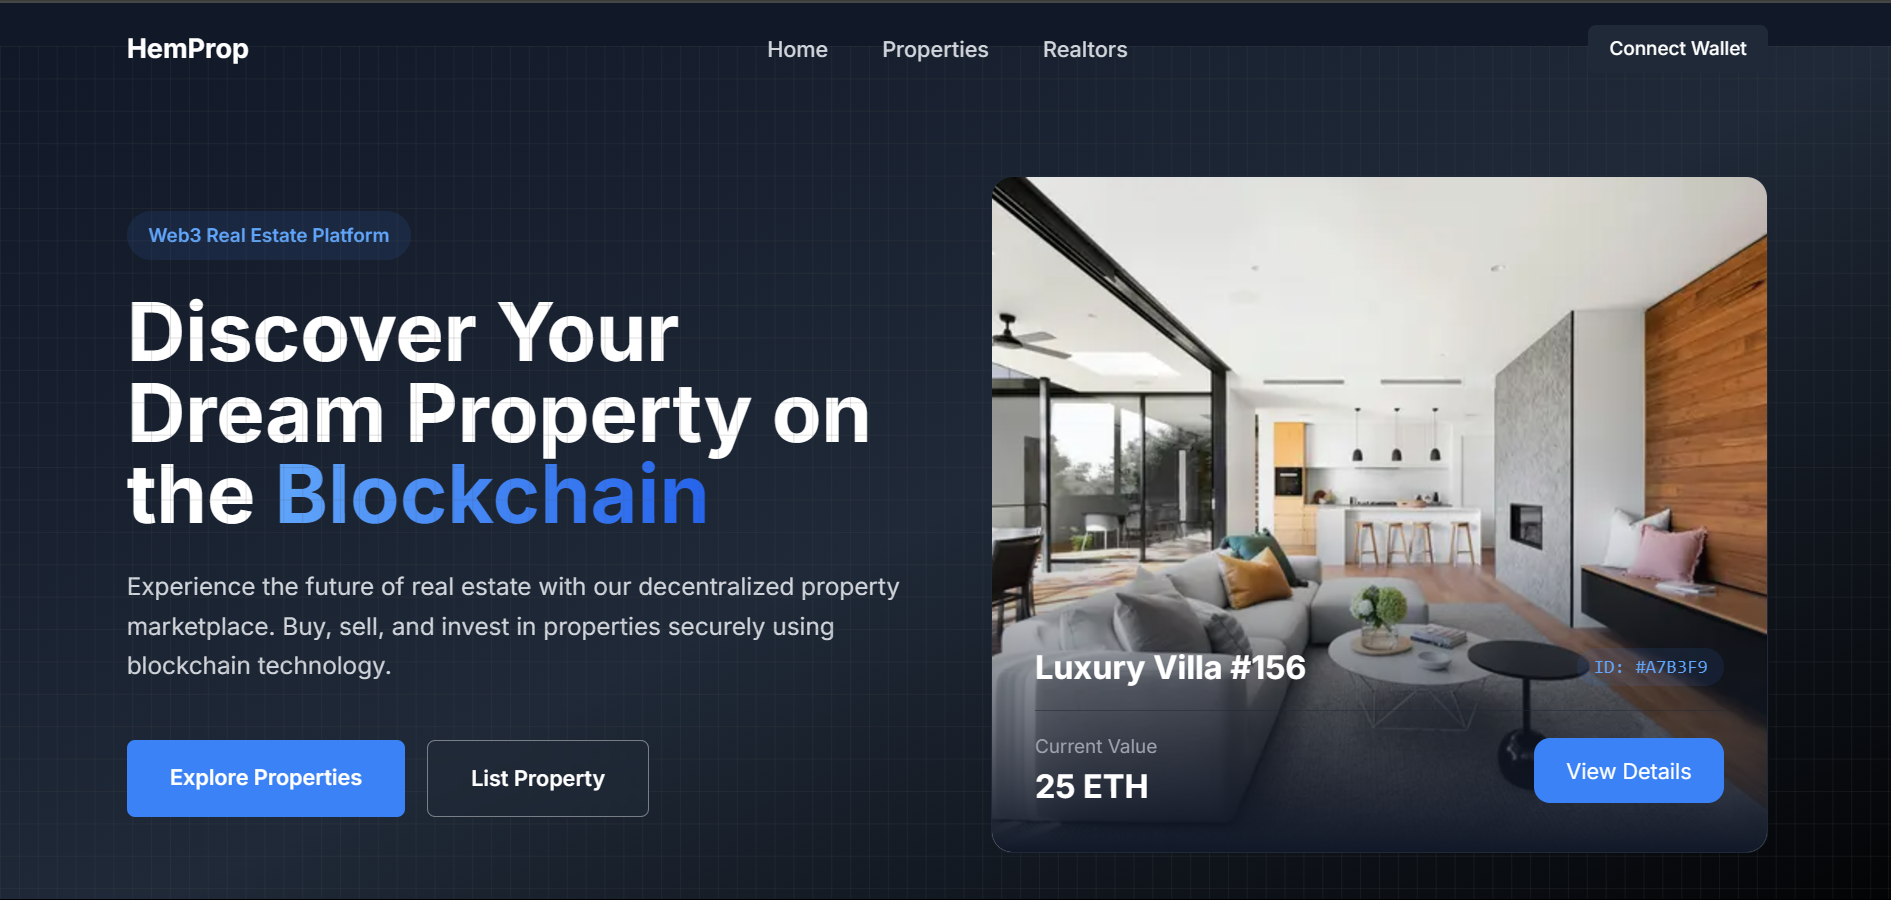 HemProp
Home
Properties
Realtors
Connect Wallet
Web3 Real Estate Platform
Discover Your
Dream Property on
the Blockchain
Experience the future of real estate with our decentralized property
marketplace. Buy, sell, and invest in properties securely using
blockchain technology.
Explore Properties
List Property
Luxury Villa #156
ID: #A7B3F9
Current Value
25 ETH
View Details